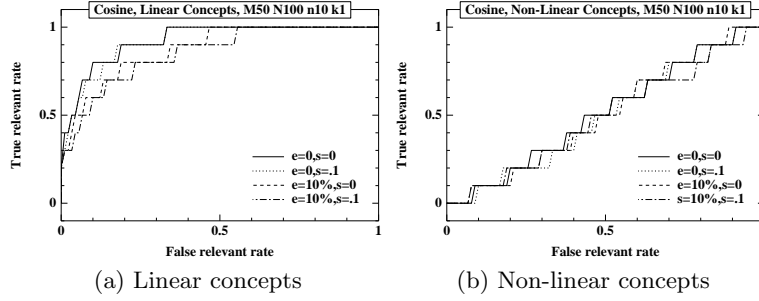 Cosine, Linear Concepts, M50 N100 n10 k1
1
0.5
0
True relevant rate
e=0,s=0
e=0,s=.1
e=10%,s=0
e=10%,s=.1
0
0.5
1
False relevant rate
(a) Linear concepts
Cosine, Non-Linear Concepts, M50 N100 n10 k1
1
0.5
0
True relevant rate
e=0,s=0
e=0,s=.1
e=10%,s=0
s=10%,s=.1
0
0.5
False relevant rate
(b) Non-linear concepts